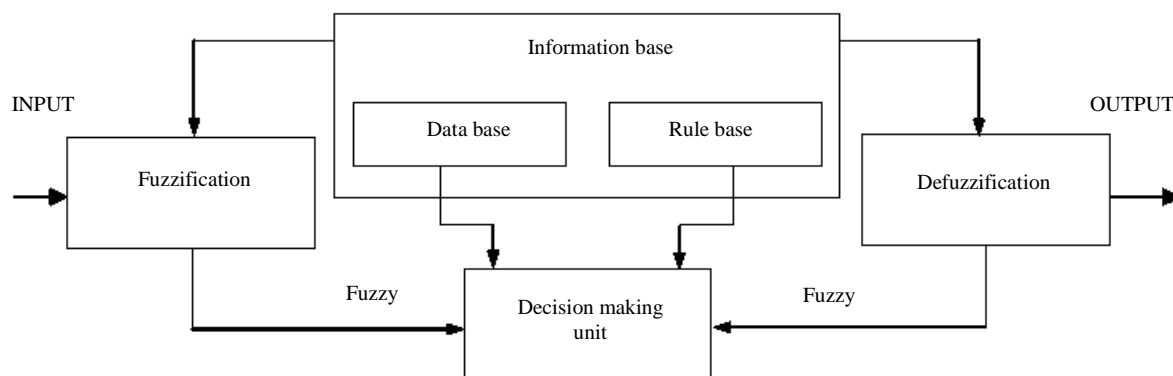 Information base
INPUT
OUTPUT
Data base
Rule base
Fuzzification
Defuzzification
Fuzzy
Fuzzy
Decision making
unit